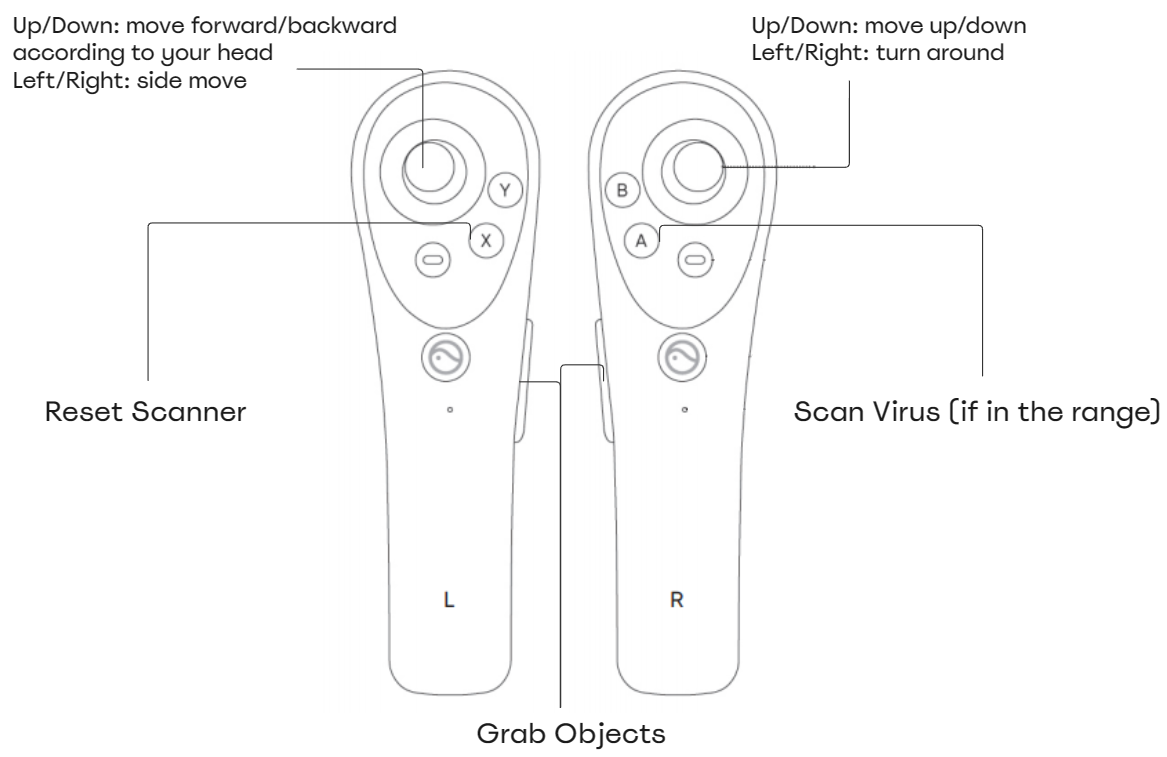 Up/Down: move forward/backward
according to your head
Left/Right: side move
Up/Down: move up/down
Left/Right: turn around
Y
X
B
A
Reset Scanner
Scan Virus (if in the range)
L
R
Grab Objects